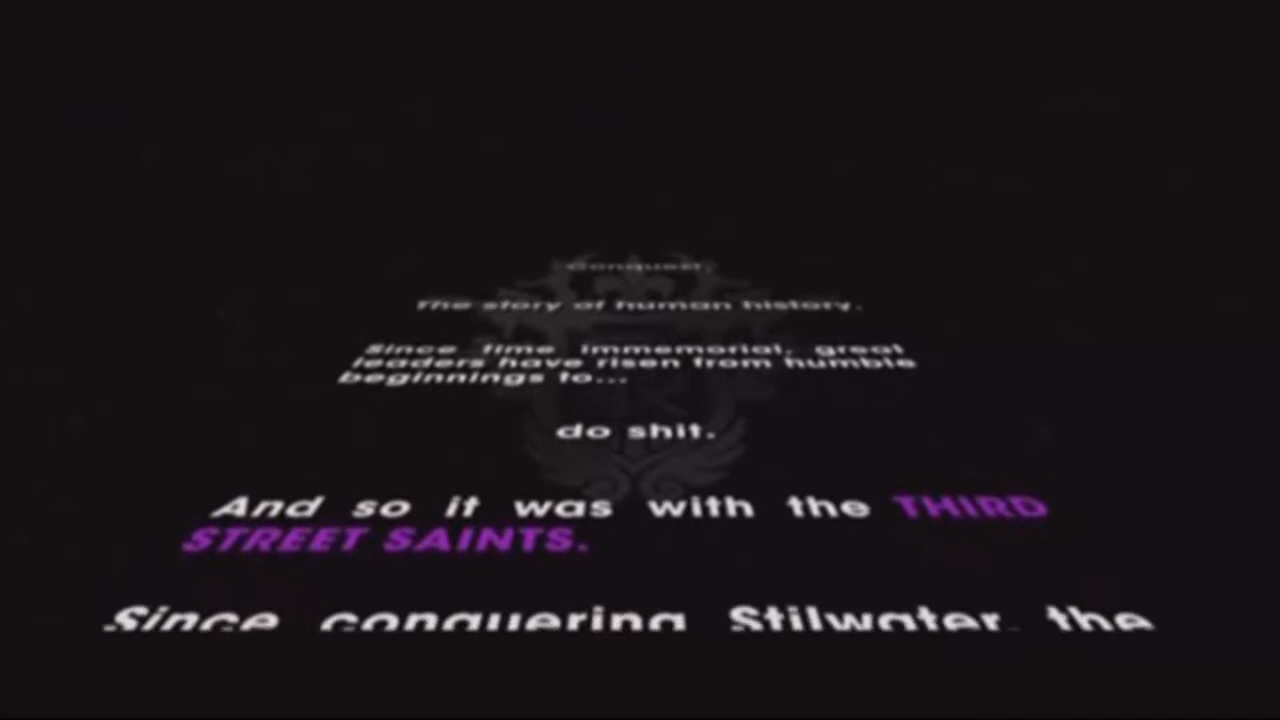 Conquest.
The story of human history.
Since time immemorial, great
leaders have risen from humble
beginnings to...
do shit.
And so it was with the THIRD
STREET SAINTS.
Since conquering Stilwater, the